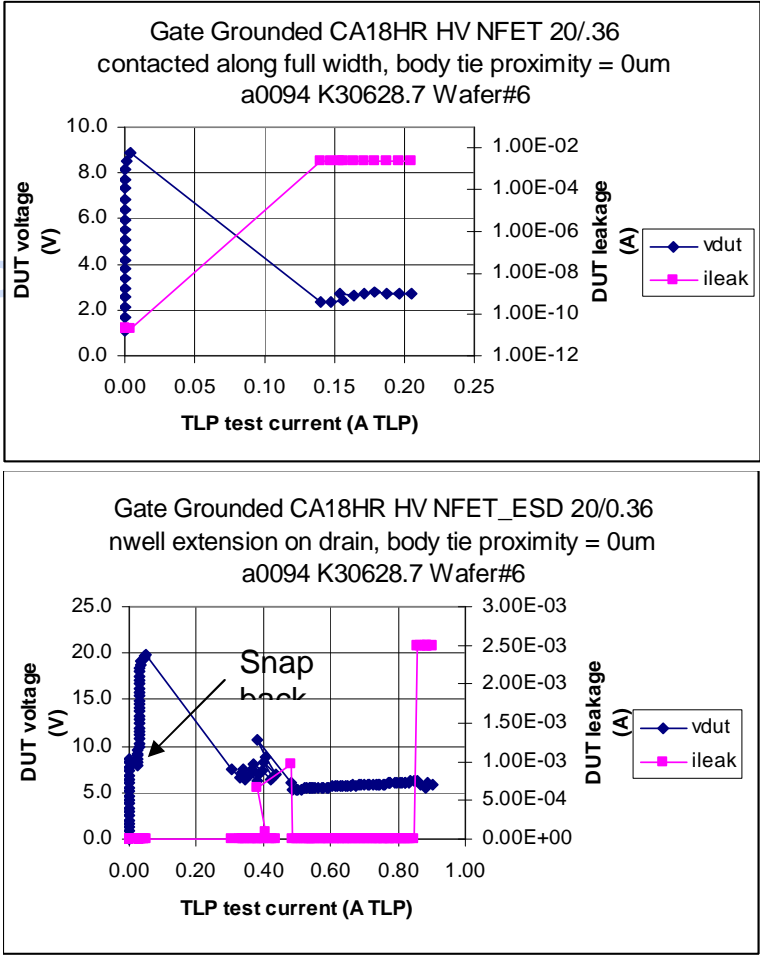 Gate Grounded CA18HR HV NFET 20/.36
contacted along full width, body tie proximity = 0um
a0094 K30628.7 Wafer#6
10.0
8.0
6.0
4.0
2.0
0.0
DUT voltage
(V)
1.00E-02
1.00E-04
1.00E-06
1.00E-08
1.00E-10
1.00E-12
DUT leakage
(A)
vdut
ileak
0.00 0.05 0.10 0.15 0.20 0.25
TLP test current (A TLP)
Gate Grounded CA18HR HV NFET_ESD 20/0.36
nwell extension on drain, body tie proximity = 0um
a0094 K30628.7 Wafer#6
25.0
20.0
15.0
10.0
5.0
0.0
DUT voltage
(V)
Snap
back
3.00E-03
2.50E-03
2.00E-03
1.50E-03
1.00E-03
5.00E-04
0.00E+00
DUT leakage
(A)
vdut
ileak
0.00 0.20 0.40 0.60 0.80 1.00
TLP test current (A TLP)